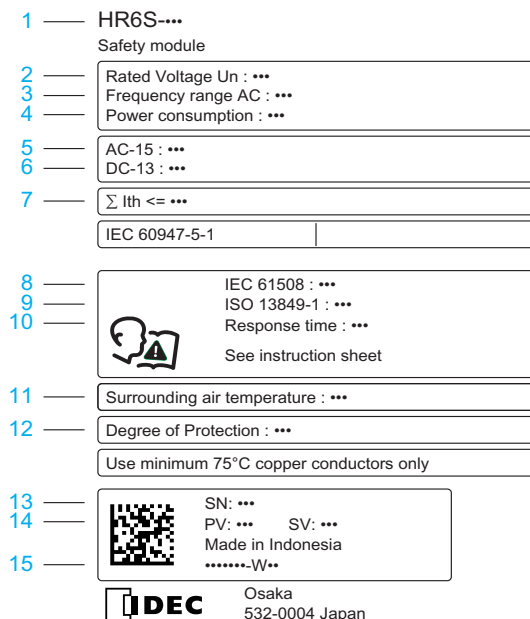 1 HR6S-•••
Safety module
2 Rated Voltage Un : •••
3 Frequency range AC : •••
4 Power consumption : •••
5 AC-15 : •••
6 DC-13 : •••
7 ∑ Ith <= •••
IEC 60947-5-1
8 IEC 61508 : •••
9 ISO 13849-1 : •••
10 Response time : •••
See instruction sheet
11 Surrounding air temperature : •••
12 Degree of Protection : •••
Use minimum 75°C copper conductors only
13 SN: •••
14 PV: ••• SV: •••
Made in Indonesia
15 •••••••-W••
IDEC Osaka
532-0004 Japan